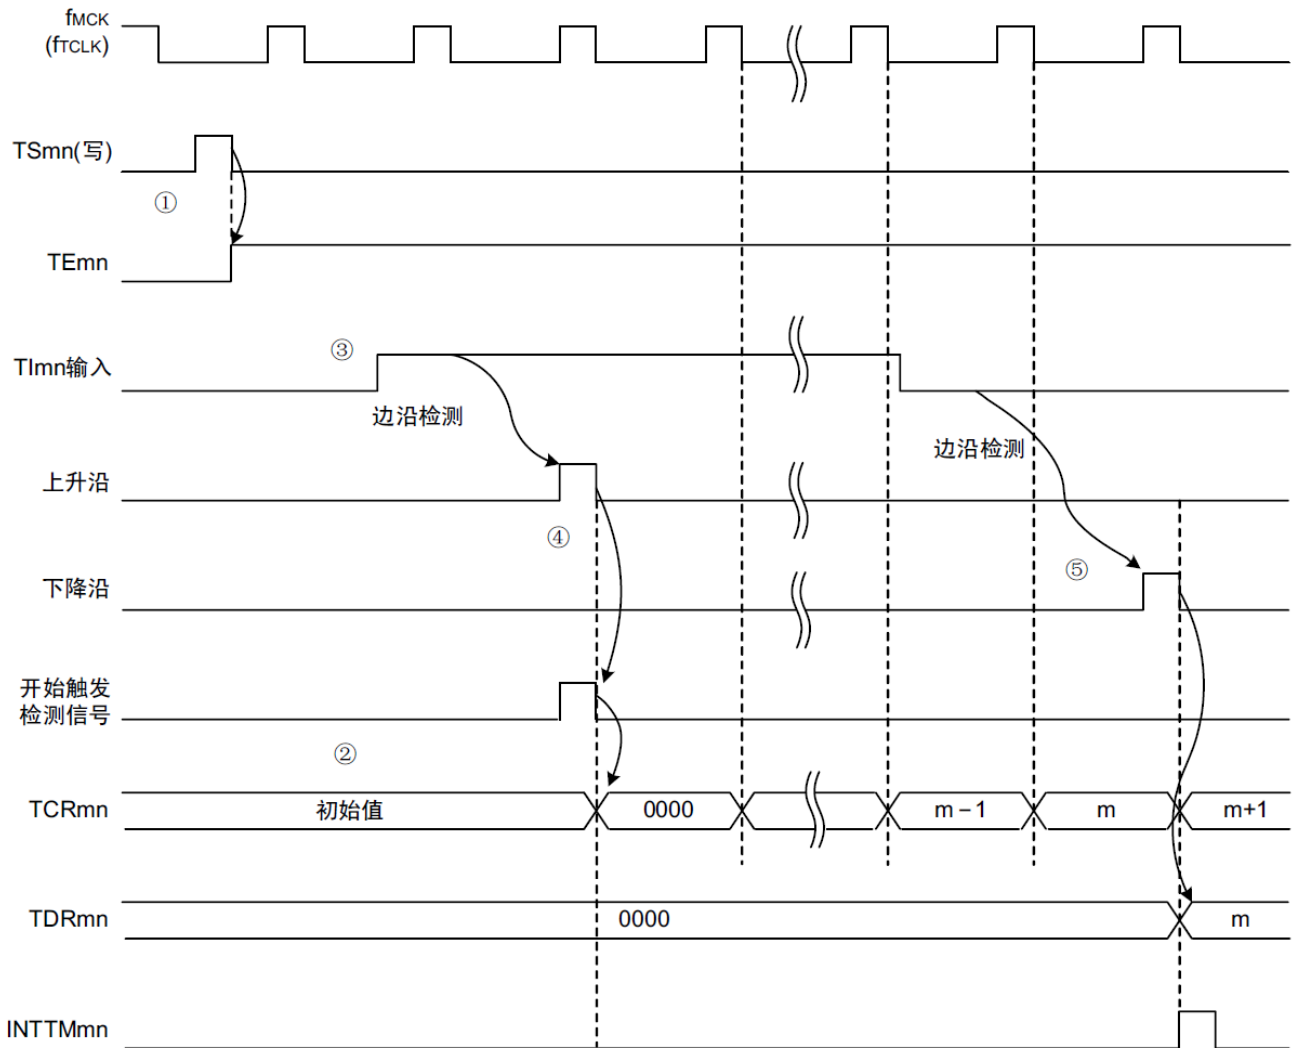 fMCK
(fTCLK)
TSmn(写)
①
TEmn
③
TImn输入
边沿检测
边沿检测
上升沿
④
⑤
下降沿
开始触发
检测信号
②
TCRmn
初始值
0000
m－1
m
m+1
TDRmn
0000
m
INTTMmn